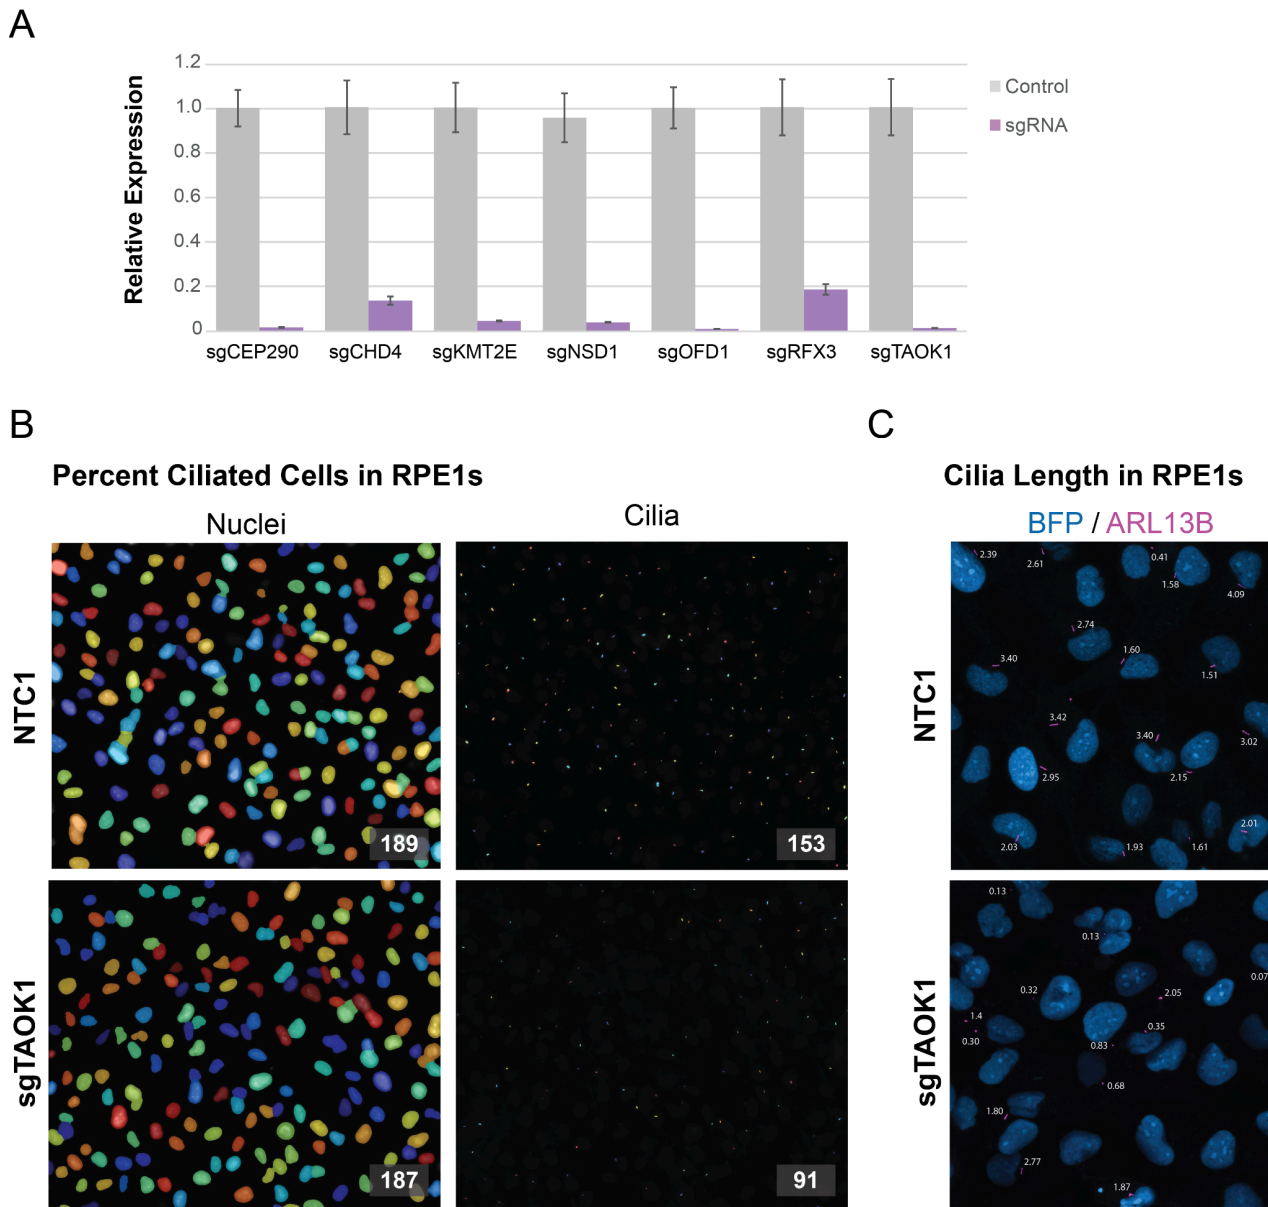 A
1.2
1.0
0.8
0.6
0.4
0.2
0
Relative Expression
Control
sgRNA
sgCEP290 sgCHD4 sgKMT2E sgNSD1 sgOFD1 sgRFX3 sgTAOK1
B
Percent Ciliated Cells in RPE1s
Nuclei Cilia
NTC1
189 153
sgTAOK1
187 91
C
Cilia Length in RPE1s
BFP / ARL13B
NTC1
2.39
2.61
0.41
1.58
4.09
2.74
1.60
3.40
1.51
3.42
3.40
3.02
2.95
2.15
2.03
1.93
1.61
2.01
sgTAOK1
0.13
0.13
0.07
0.32
2.05
1.4
0.30
0.35
0.83
0.68
1.80
2.77
1.87